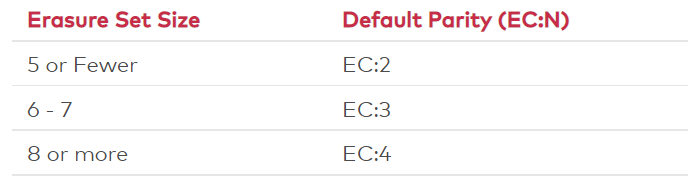 Erasure Set Size Default Parity (EC:N)
5 or Fewer EC:2
6 - 7 EC:3
8 or more EC:4